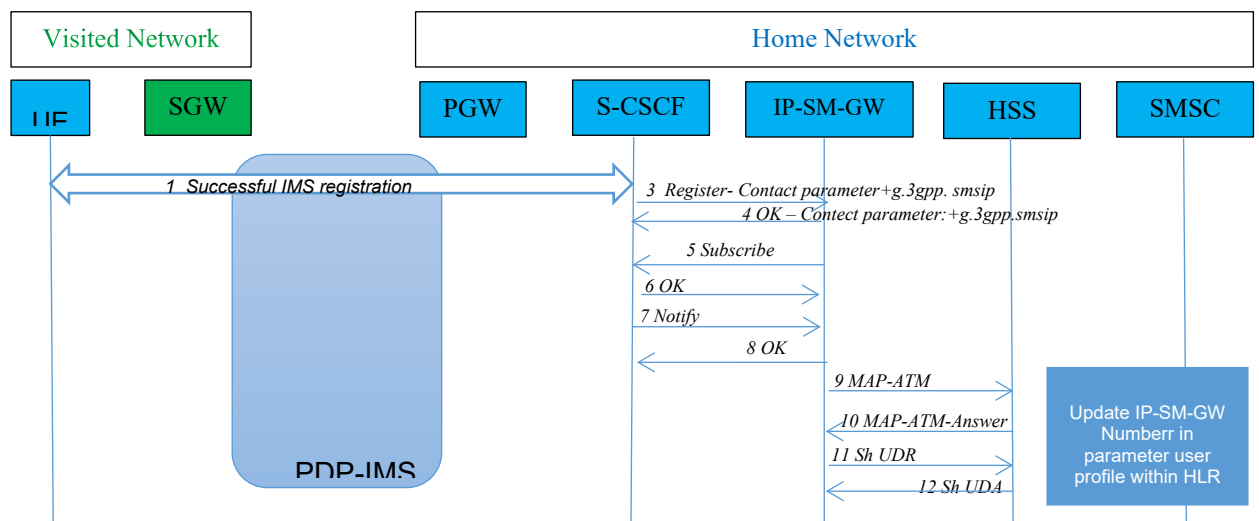 Visited Network
Home Network
UE
SGW
PGW
S-CSCF
IP-SM-GW
HSS
SMSC
1 Successful IMS registration
3 Register- Contact parameter+g.3gpp. smsip
4 OK – Contect parameter:+g.3gpp.smsip
5 Subscribe
6 OK
7 Notify
8 OK
9 MAP-ATM
10 MAP-ATM-Answer
11 Sh UDR
12 Sh UDA
Update IP-SM-GW
Numberr in
parameter user
profile within HLR
PDP-IMS